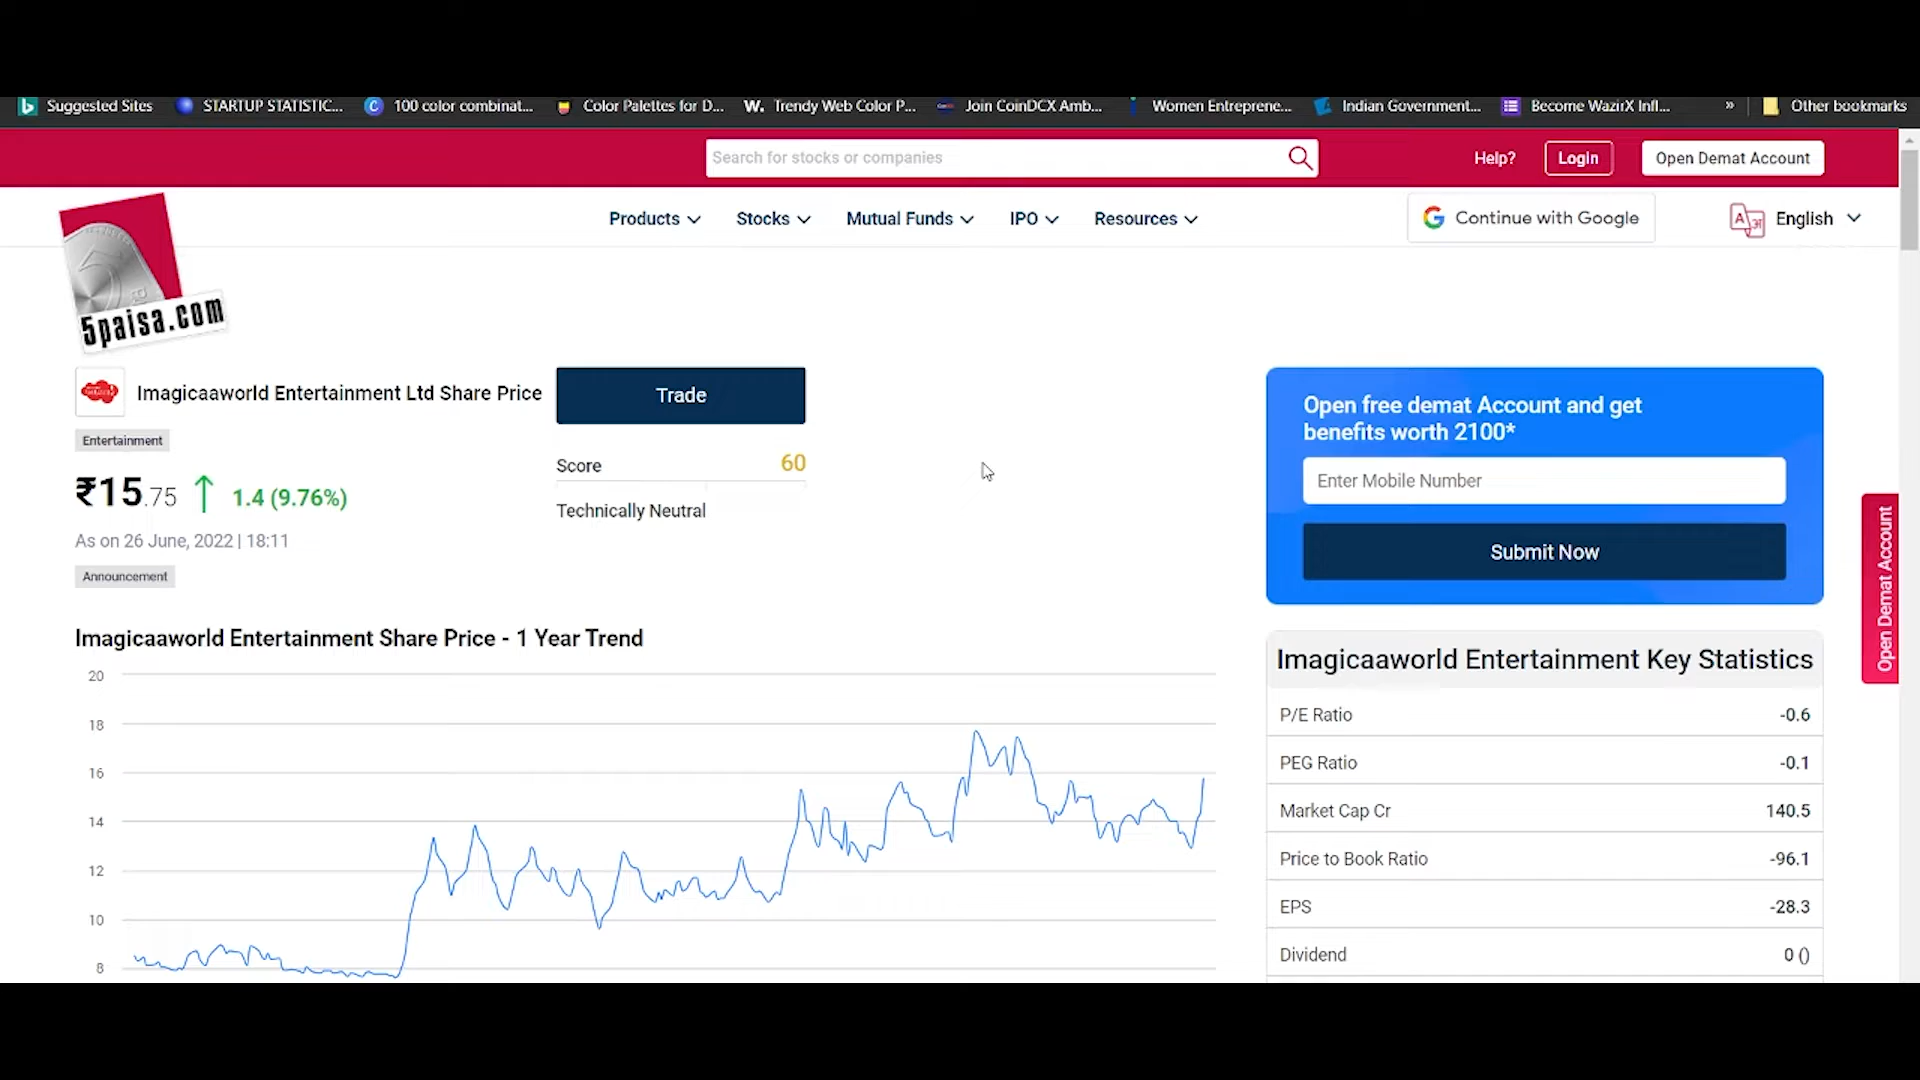 Suggested Sites STARTUP STATISTIC... 100 color combinat... Color Palettes for D... W. Trendy Web Color P... Join CoinDCX Amb... Women Entreprene... Indian Government... Become WazirX Infl... » Other bookmarks
Search for stocks or companies Help? Login Open Demat Account
Products Stocks Mutual Funds IPO Resources Continue with Google English
5paisa.com
Imagicaaworld Entertainment Ltd Share Price Trade
Entertainment
Score 60
₹15.75 1.4 (9.76%)
Technically Neutral
As on 26 June, 2022 | 18:11
Announcement
Open free demat Account and get
benefits worth 2100*
Enter Mobile Number
Submit Now
Open Demat Account
Imagicaaworld Entertainment Share Price - 1 Year Trend
20
18
16
14
12
10
8
Imagicaaworld Entertainment Key Statistics
P/E Ratio -0.6
PEG Ratio -0.1
Market Cap Cr 140.5
Price to Book Ratio -96.1
EPS -28.3
Dividend 0 ()